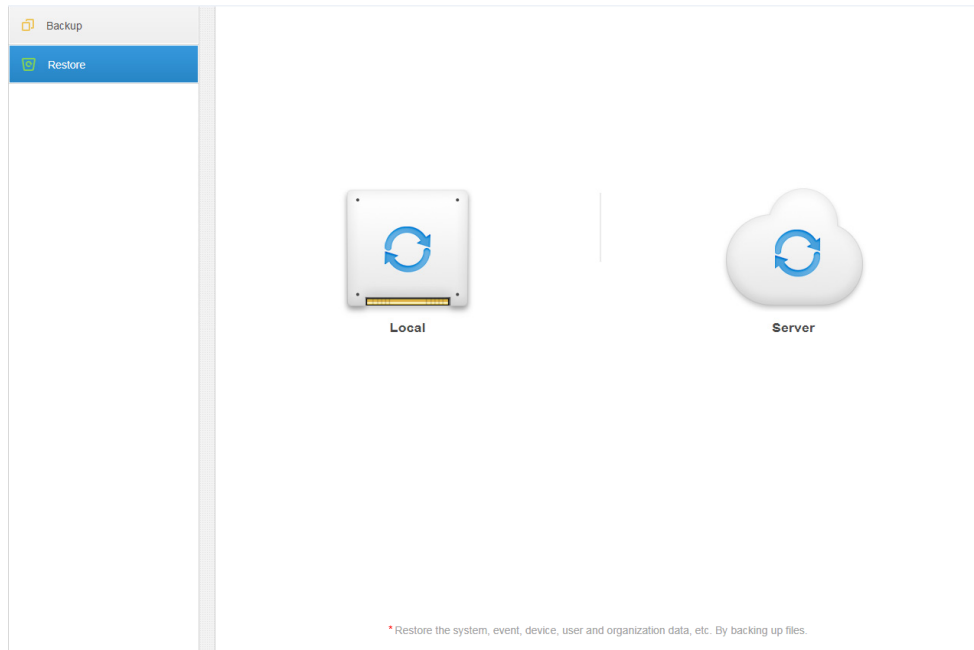 Backup
Restore
Local
Server
*Restore the system, event, device, user and organization data, etc. By backing up files.